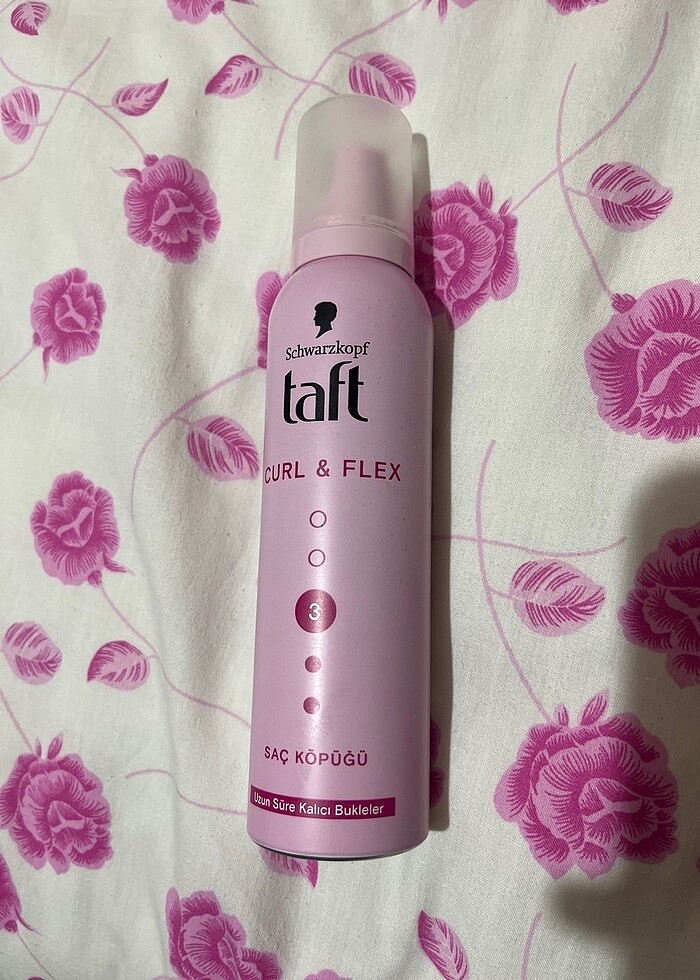 Schwarzkopf
taft
CURL & FLEX
3
SAÇ KÖPÜĞÜ
Uzun Süre Kalıcı Bukleler